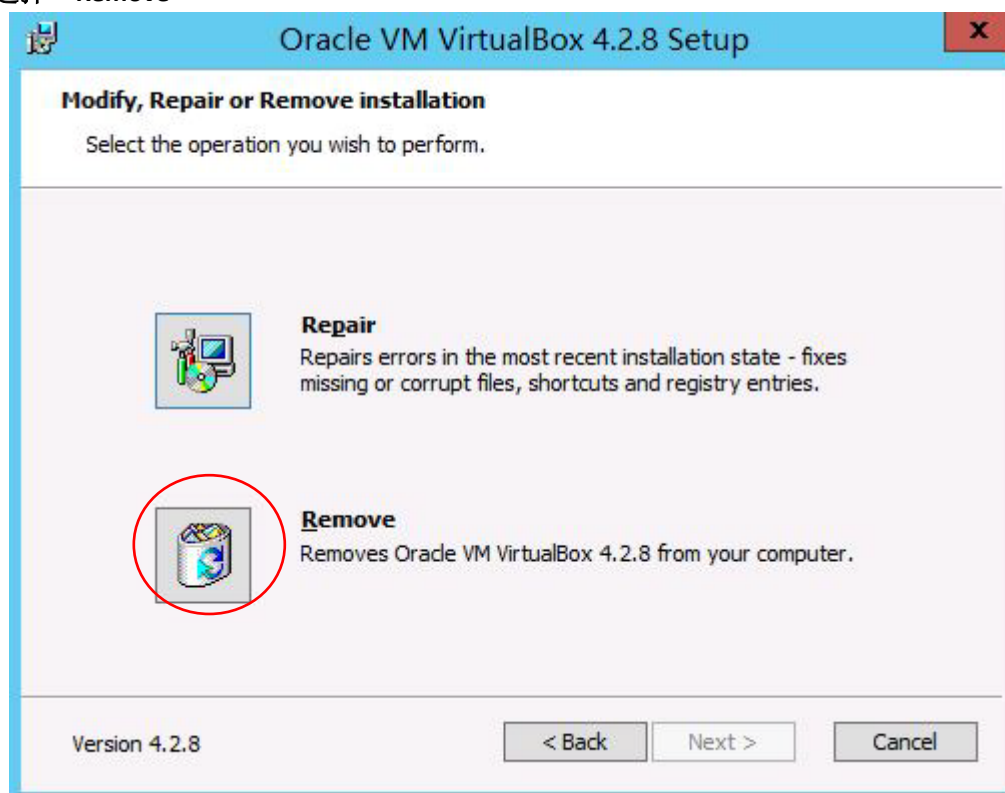 Oracle VM VirtualBox 4.2.8 Setup
x
Modify, Repair or Remove installation
Select the operation you wish to perform.
Repair
Repairs errors in the most recent installation state - fixes
missing or corrupt files, shortcuts and registry entries.
Remove
Removes Oracle VM VirtualBox 4.2.8 from your computer.
Version 4.2.8
< Back
Next >
Cancel